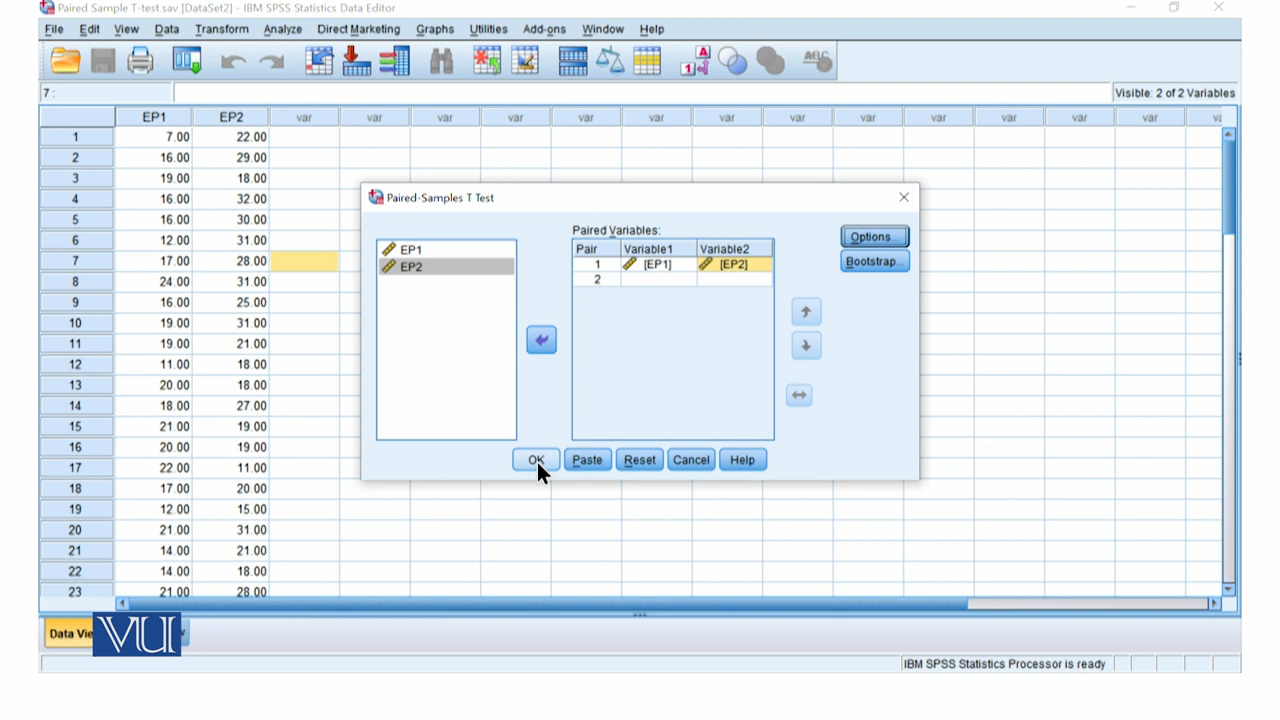 Paired Sample T-test.sav [DataSet2] - IBM SPSS Statistics Data Editor
File Edit View Data Transform Analyze Direct Marketing Graphs Utilities Add-ons Window Help
A
1
ABC
7 : Visible: 2 of 2 Variables
EP1 EP2 var var var var var var var var var var var var var
1 7.00 22.00
2 16.00 29.00
3 19.00 18.00
4 16.00 32.00
5 16.00 30.00
6 12.00 31.00
7 17.00 28.00
8 24.00 31.00
9 16.00 25.00
10 19.00 31.00
11 19.00 21.00
12 11.00 18.00
13 20.00 18.00
14 18.00 27.00
15 21.00 19.00
16 20.00 19.00
17 22.00 11.00
18 17.00 20.00
19 12.00 15.00
20 21.00 31.00
21 14.00 21.00
22 14.00 18.00
23 21.00 28.00
Paired-Samples T Test
EP1
EP2
Paired Variables:
Pair Variable1 Variable2
1 [EP1] [EP2]
2
Options...
Bootstrap...
OK Paste Reset Cancel Help
Data Vie
VU
IBM SPSS Statistics Processor is ready